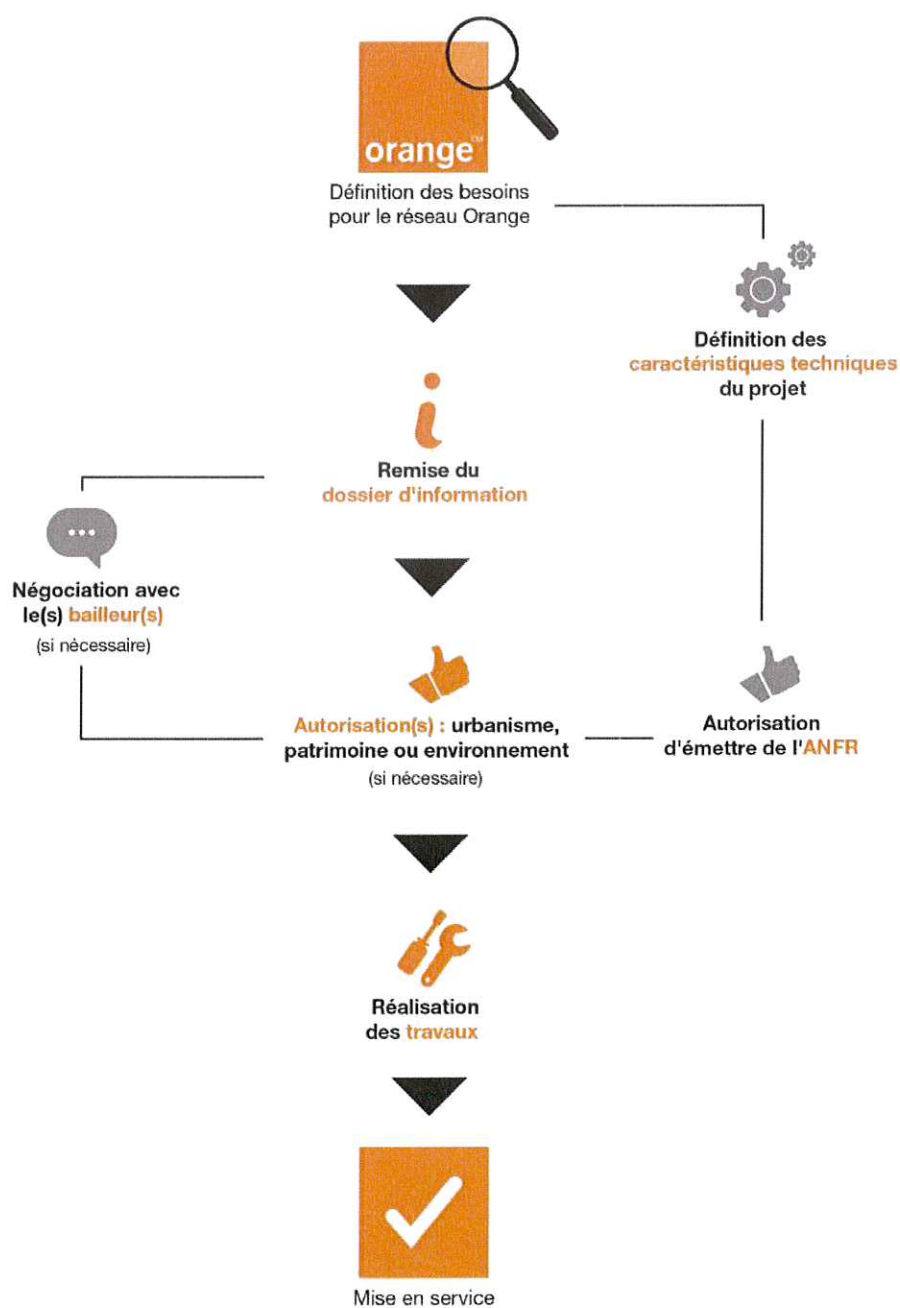 orange™
Définition des besoins
pour le réseau Orange
Définition des
caractéristiques techniques
du projet
Remise du
dossier d'information
Négociation avec
le(s) bailleur(s)
(si nécessaire)
Autorisation(s) : urbanisme,
patrimoine ou environnement
(si nécessaire)
Autorisation
d'émettre de l'ANFR
Réalisation
des travaux
Mise en service